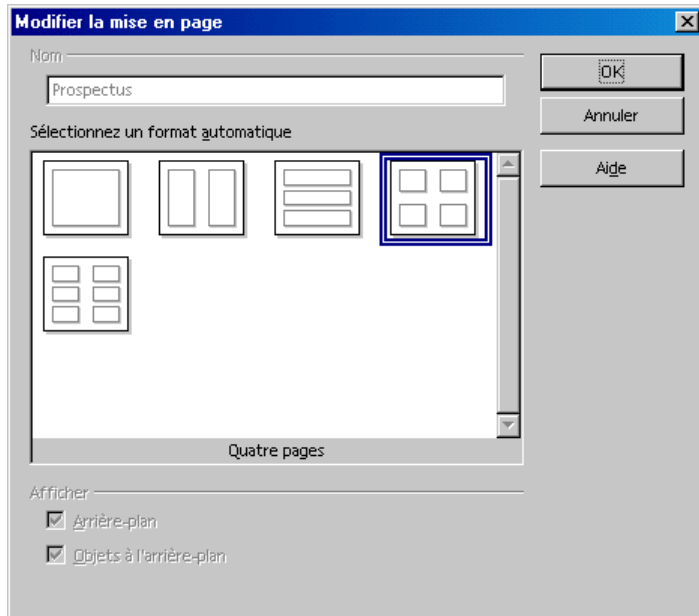 Modifier la mise en page
Nom
Prospectus
OK
Annuler
Aide
Sélectionnez un format automatique
Quatre pages
Afficher
Arrière-plan
Objets à l'arrière-plan